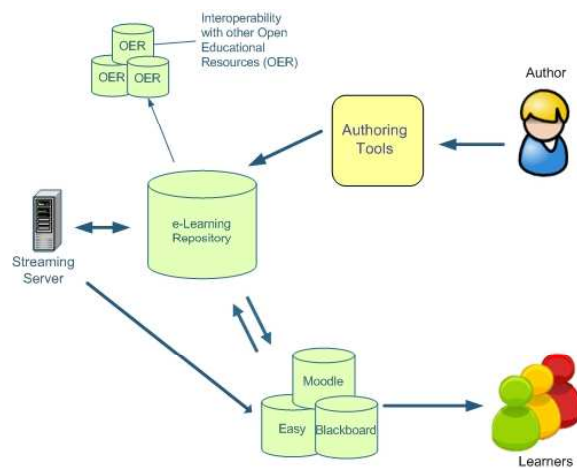 Interoperability
with other Open
Educational
Resources (OER)
OER
OER
OER
Author
Authoring
Tools
e-Learning
Repository
Streaming
Server
Moodle
Easy
Blackboard
Learners